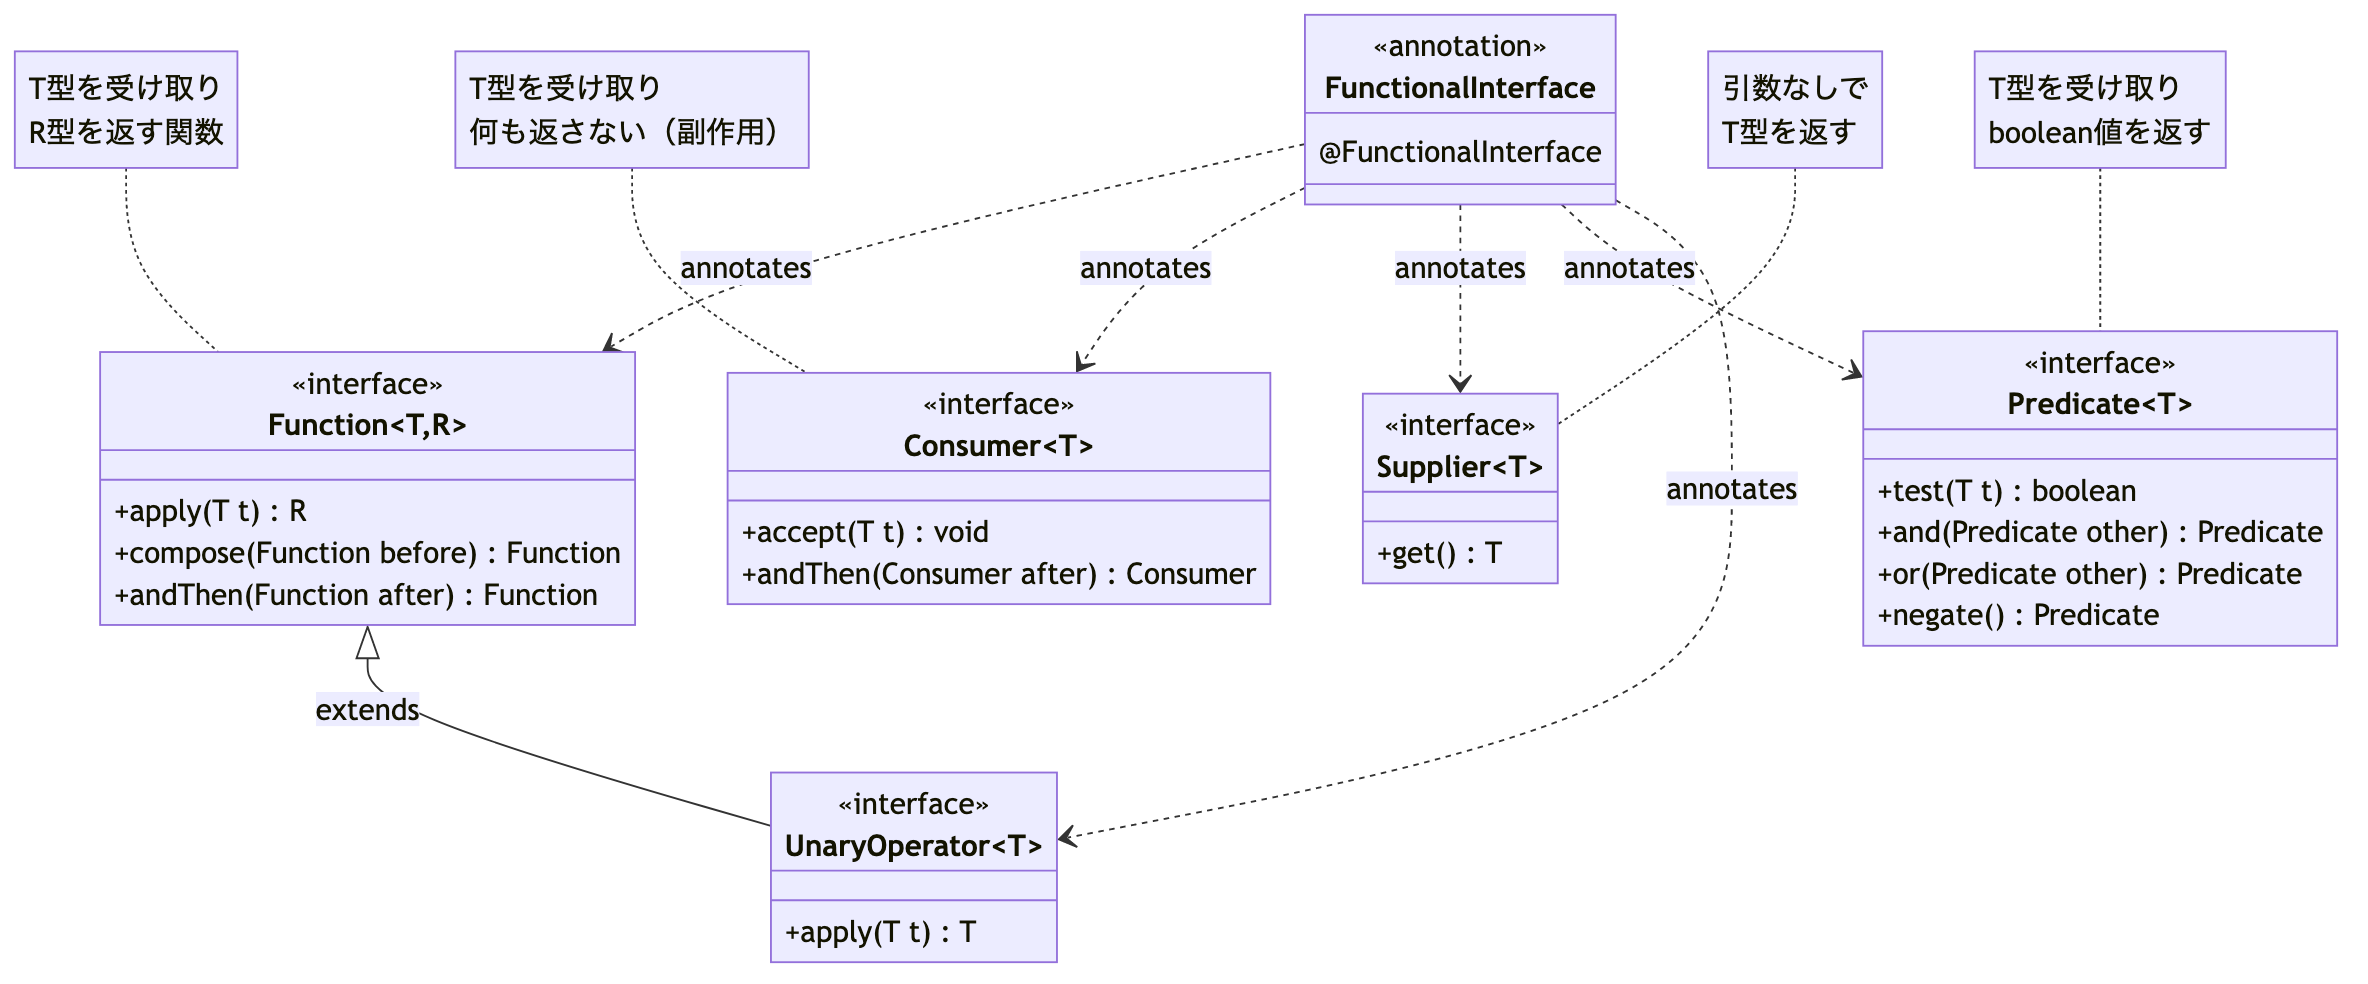 T型を受け取り
R型を返す関数
T型を受け取り
何も返さない（副作用）
«annotation»
FunctionalInterface
@FunctionalInterface
引数なしで
T型を返す
T型を受け取り
boolean値を返す
annotates
annotates
annotates
annotates
annotates
«interface»
Function<T,R>
+apply(T t) : R
+compose(Function before) : Function
+andThen(Function after) : Function
«interface»
Consumer<T>
+accept(T t) : void
+andThen(Consumer after) : Consumer
«interface»
Supplier<T>
+get() : T
«interface»
Predicate<T>
+test(T t) : boolean
+and(Predicate other) : Predicate
+or(Predicate other) : Predicate
+negate() : Predicate
extends
«interface»
UnaryOperator<T>
+apply(T t) : T